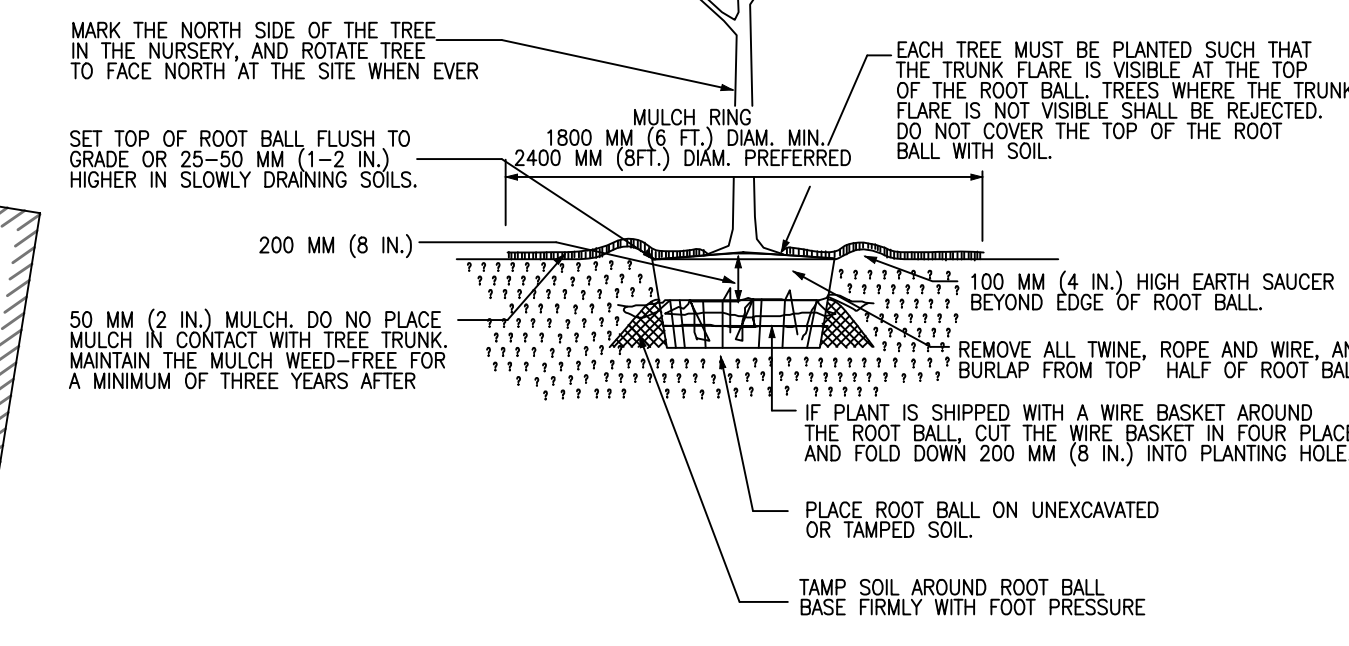 MARK THE NORTH SIDE OF THE TREE
IN THE NURSERY, AND ROTATE TREE
TO FACE NORTH AT THE SITE WHEN EVER
EACH TREE MUST BE PLANTED SUCH THAT
THE TRUNK FLARE IS VISIBLE AT THE TOP
OF THE ROOT BALL. TREES WHERE THE TRUNK
FLARE IS NOT VISIBLE SHALL BE REJECTED.
DO NOT COVER THE TOP OF THE ROOT
BALL WITH SOIL.
MULCH RING
1800 MM (6 FT.) DIAM. MIN.
2400 MM (8FT.) DIAM. PREFERRED
SET TOP OF ROOT BALL FLUSH TO
GRADE OR 25-50 MM (1-2 IN.)
HIGHER IN SLOWLY DRAINING SOILS.
200 MM (8 IN.)
100 MM (4 IN.) HIGH EARTH SAUCER
BEYOND EDGE OF ROOT BALL.
50 MM (2 IN.) MULCH. DO NO PLACE
MULCH IN CONTACT WITH TREE TRUNK.
MAINTAIN THE MULCH WEED-FREE FOR
A MINIMUM OF THREE YEARS AFTER
REMOVE ALL TWINE, ROPE AND WIRE,
BURLAP FROM TOP HALF OF ROOT
IF PLANT IS SHIPPED WITH A WIRE BASKET AROUND
THE ROOT BALL, CUT THE WIRE BASKET IN FOUR
AND FOLD DOWN 200 MM (8 IN.) INTO PLANTING HOLE
PLACE ROOT BALL ON UNEXCAVATED
OR TAMPED SOIL.
TAMP SOIL AROUND ROOT BALL
BASE FIRMLY WITH FOOT PRESSURE